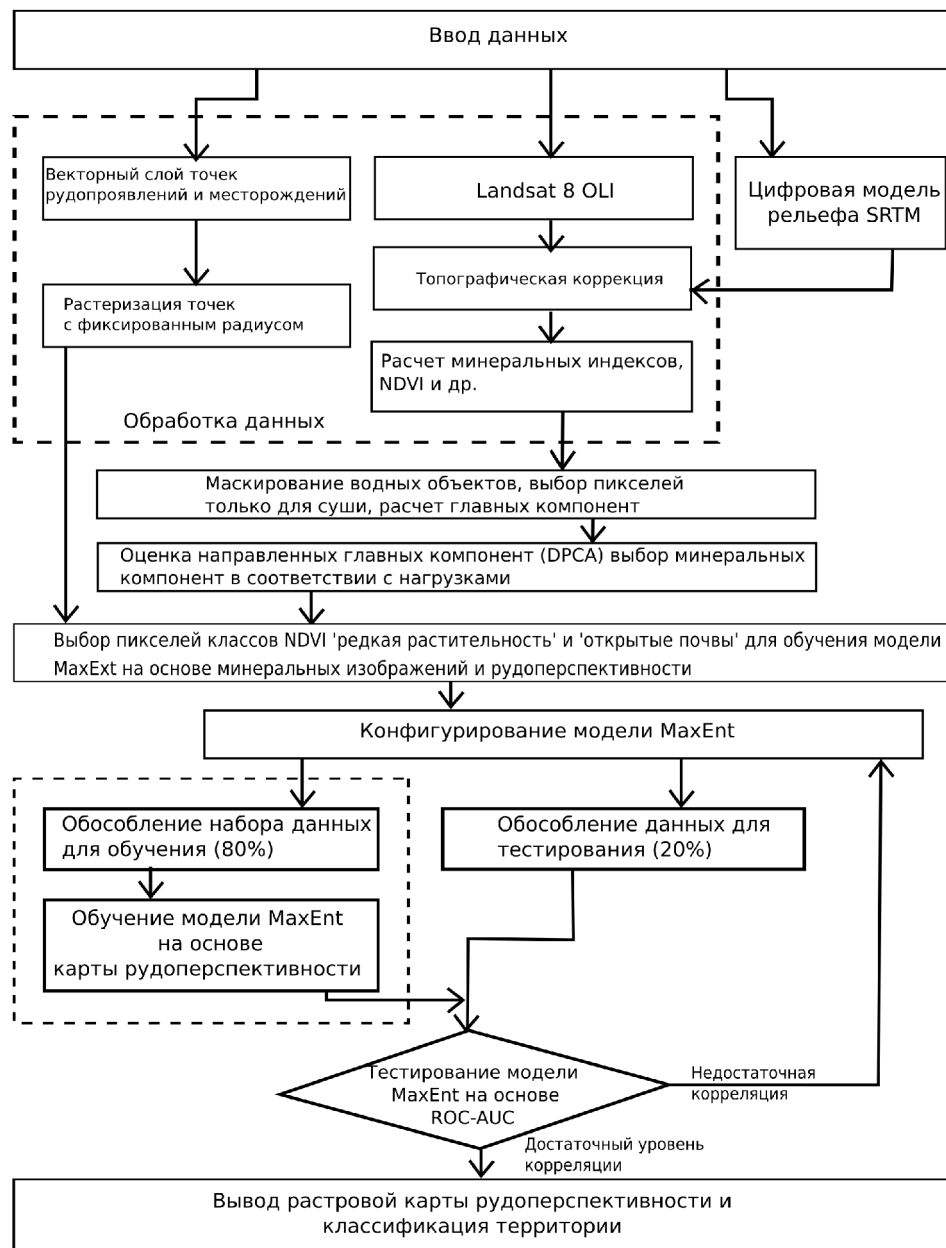 Ввод данных
Векторный слой точек
рудопроявлений и месторождений
Landsat 8 OLI
Цифровая модель
рельефа SRTM
Топографическая коррекция
Растеризация точек
с фиксированным радиусом
Расчет минеральных индексов,
NDVI и др.
Обработка данных
Маскирование водных объектов, выбор пикселей
только для суши, расчет главных компонент
Оценка направленных главных компонент (DPCA) выбор минеральных
компонент в соответствии с нагрузками
Выбор пикселей классов NDVI 'редкая растительность' и 'открытые почвы' для обучения модели
MaxExt на основе минеральных изображений и рудоперспективности
Конфигурирование модели MaxEnt
Обособление набора данных
для обучения (80%)
Обособление данных для
тестирования (20%)
Обучение модели MaxEnt
на основе
карты рудоперспективности
Тестирование модели
MaxEnt на основе
ROC-AUC
Недостаточная
корреляция
Достаточный уровень
корреляции
Вывод растровой карты рудоперспективности и
классификация территории